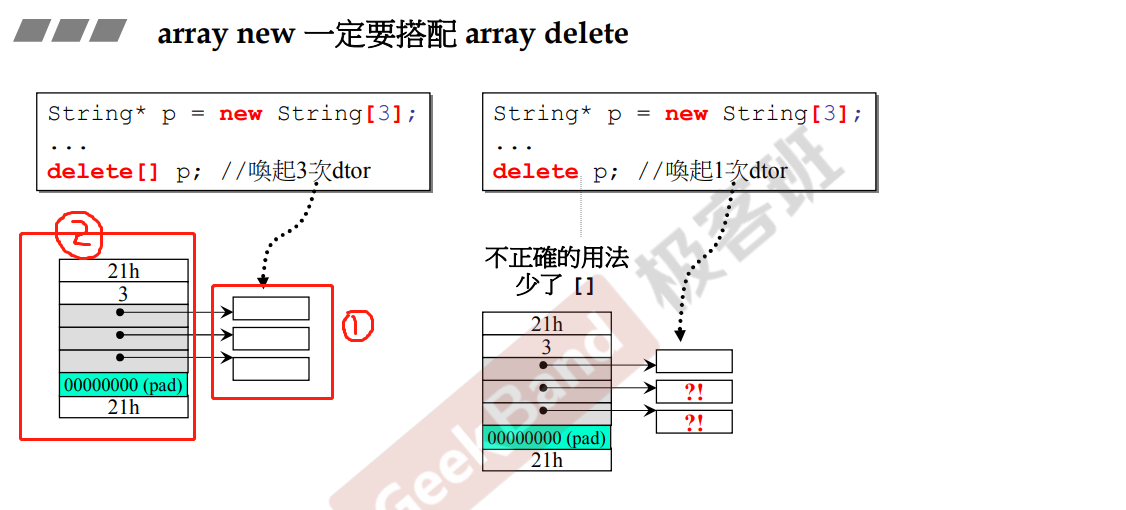 array new 一定要搭配 array delete
String* p = new String[3];
...
delete[] p; //喚起3次dtor
String* p = new String[3];
...
delete p; //喚起1次dtor
②
21h
3
00000000 (pad)
21h
①
不正確的用法
少了 []
21h
3
?!
?!
00000000 (pad)
21h
GeekBand 极客班